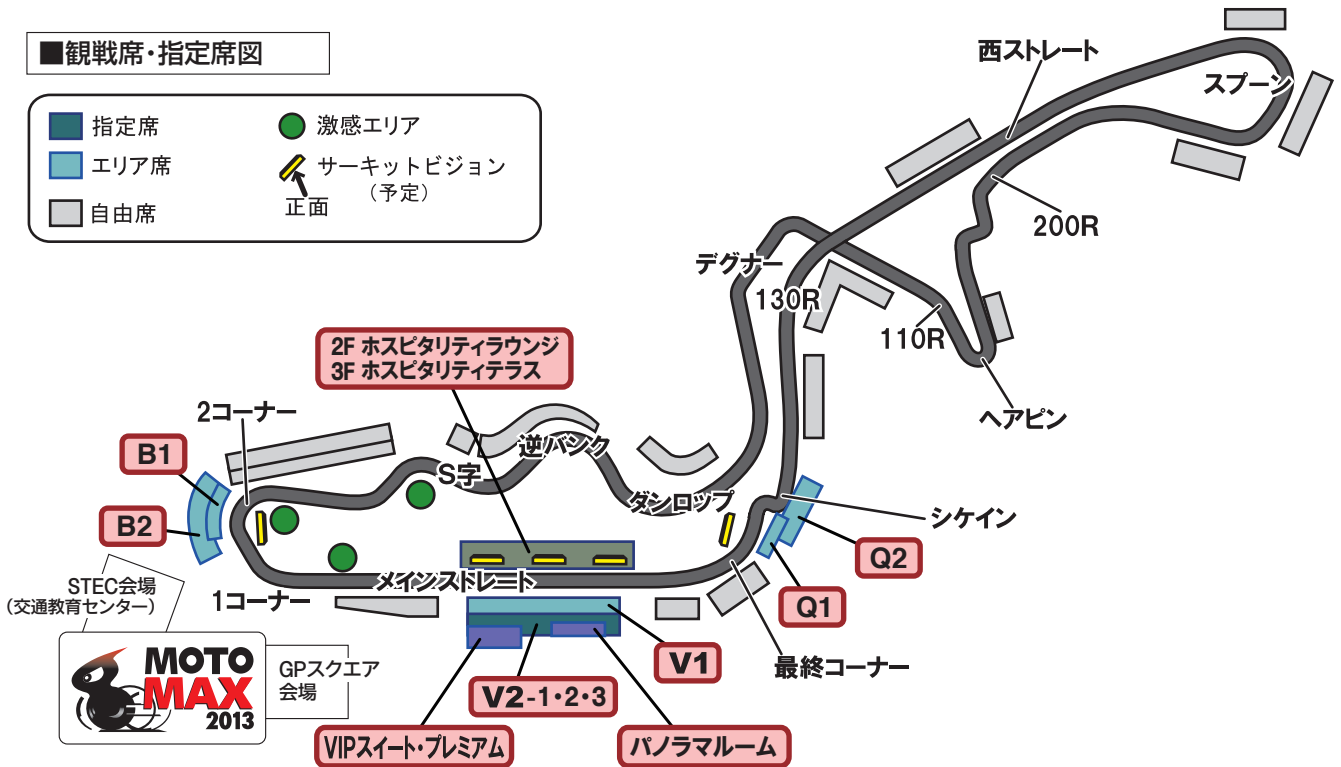 ■観戦席・指定席図
指定席
エリア席
自由席
激感エリア
サーキットビジョン
（予定）
正面
西ストレート
スプーン
200R
デグナー
130R
110R
ヘアピン
2F ホスピタリティラウンジ
3F ホスピタリティテラス
2コーナー
逆バンク
S字
B1
B2
ダンロップ
シケイン
Q2
Q1
メインストレート
1コーナー
STEC会場
（交通教育センター）
V1
最終コーナー
MOTO
MAX
2013
GPスクエア
会場
V2-1・2・3
VIPスイート・プレミアム
パノラマルーム